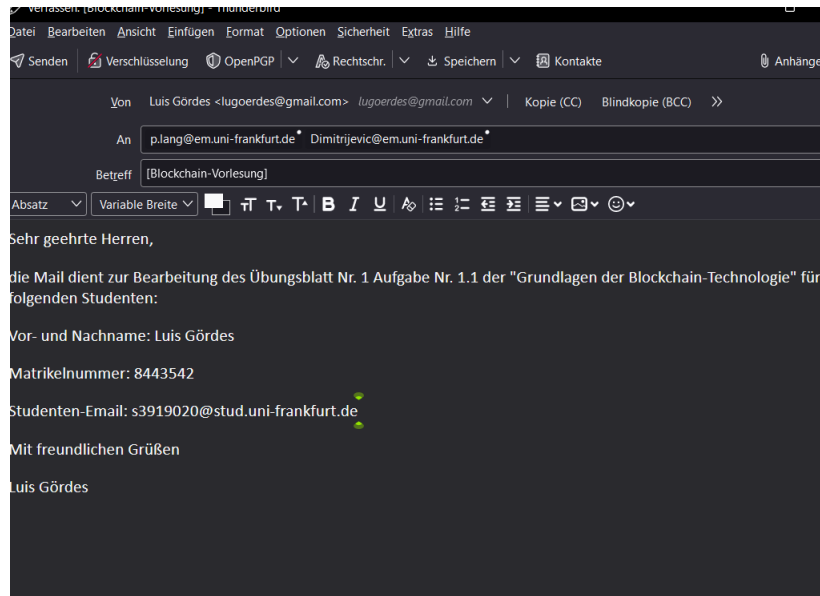 Verfassen: [Blockchain-Vorlesung] - Thunderbird
Datei Bearbeiten Ansicht Einfügen Format Optionen Sicherheit Extras Hilfe
Senden Verschlüsselung OpenPGP Rechtschr. Speichern Kontakte Anhänge
Von Luis Gördes <lugoerdes@gmail.com> lugoerdes@gmail.com Kopie (CC) Blindkopie (BCC)
An p.lang@em.uni-frankfurt.de Dimitrijevic@em.uni-frankfurt.de
Betreff [Blockchain-Vorlesung]
Absatz Variable Breite
Sehr geehrte Herren,
die Mail dient zur Bearbeitung des Übungsblatt Nr. 1 Aufgabe Nr. 1.1 der "Grundlagen der Blockchain-Technologie" für
folgenden Studenten:
Vor- und Nachname: Luis Gördes
Matrikelnummer: 8443542
Studenten-Email: s3919020@stud.uni-frankfurt.de
Mit freundlichen Grüßen
Luis Gördes